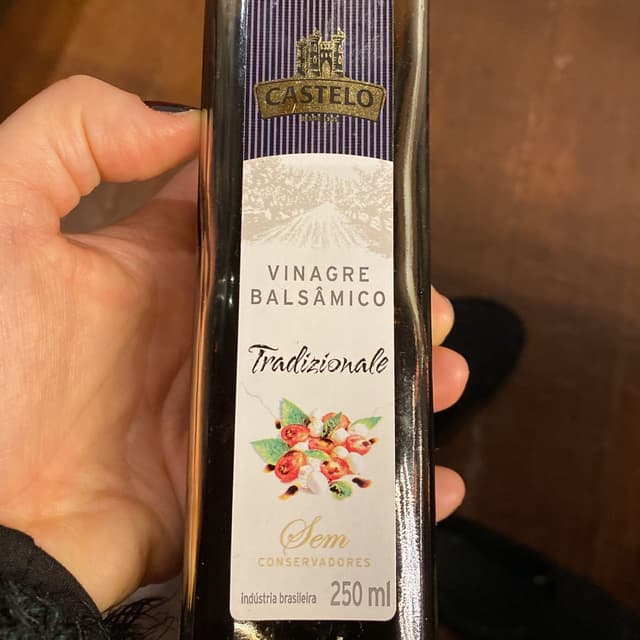 CASTELO
VINAGRE
BALSÂMICO
Tradizionale
Sem
CONSERVADORES
indústria brasileira 250 ml